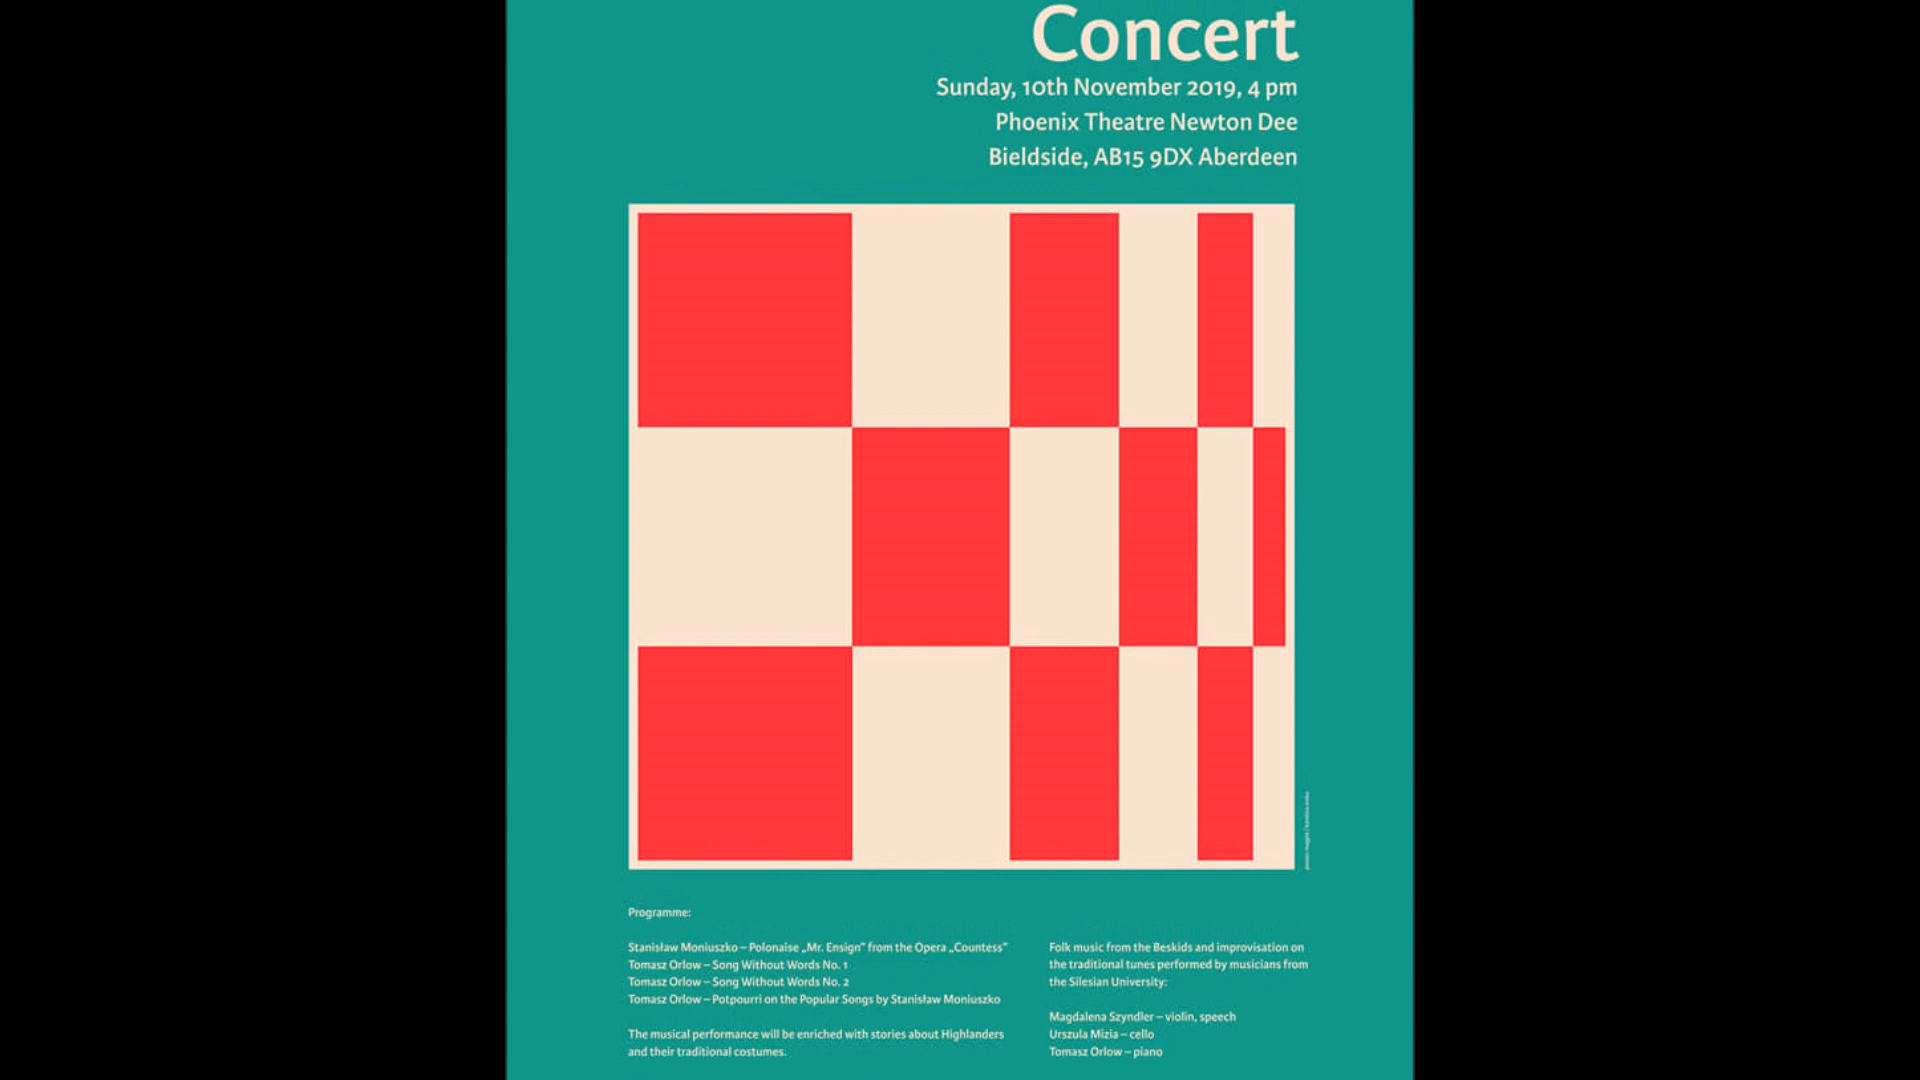 Concert
Sunday, 10th November 2019, 4 pm
Phoenix Theatre Newton Dee
Bieldside, AB15 9DX Aberdeen
Programme:
Stanisław Moniuszko – Polonaise „Mr. Ensign” from the Opera „Countess”
Tomasz Orlow – Song Without Words No. 1
Tomasz Orlow – Song Without Words No. 2
Tomasz Orlow – Potpourri on the Popular Songs by Stanisław Moniuszko
The musical performance will be enriched with stories about Highlanders
and their traditional costumes.
Folk music from the Beskids and improvisation on
the traditional tunes performed by musicians from
the Silesian University:
Magdalena Szyndler – violin, speech
Urszula Mizia – cello
Tomasz Orlow – piano